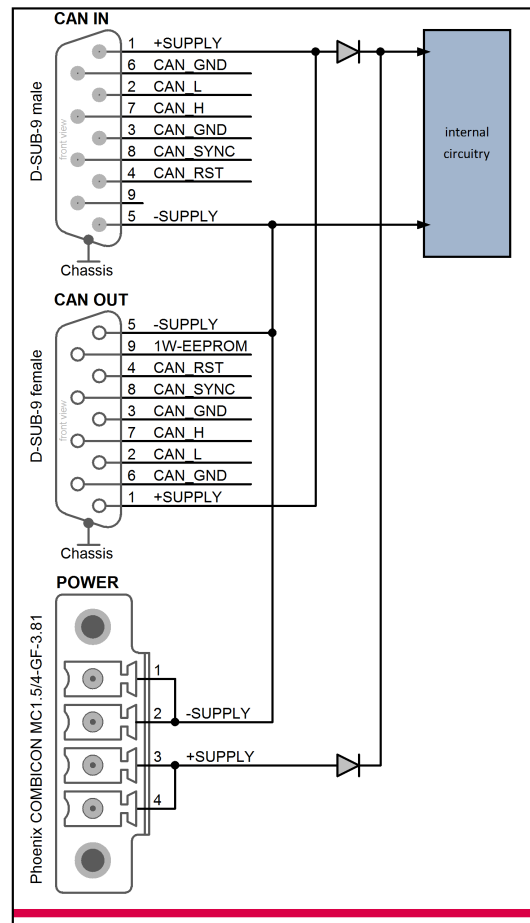 CAN IN
D-SUB-9 male
front view
1 +SUPPLY
6 CAN_GND
2 CAN_L
7 CAN_H
3 CAN_GND
8 CAN_SYNC
4 CAN_RST
9
5 -SUPPLY
Chassis
internal
circuitry
CAN OUT
D-SUB-9 female
front view
5 -SUPPLY
9 1W-EEPROM
4 CAN_RST
8 CAN_SYNC
3 CAN_GND
7 CAN_H
2 CAN_L
6 CAN_GND
1 +SUPPLY
Chassis
POWER
Phoenix COMBICON MC1.5/4-GF-3.81
1
2 -SUPPLY
3 +SUPPLY
4